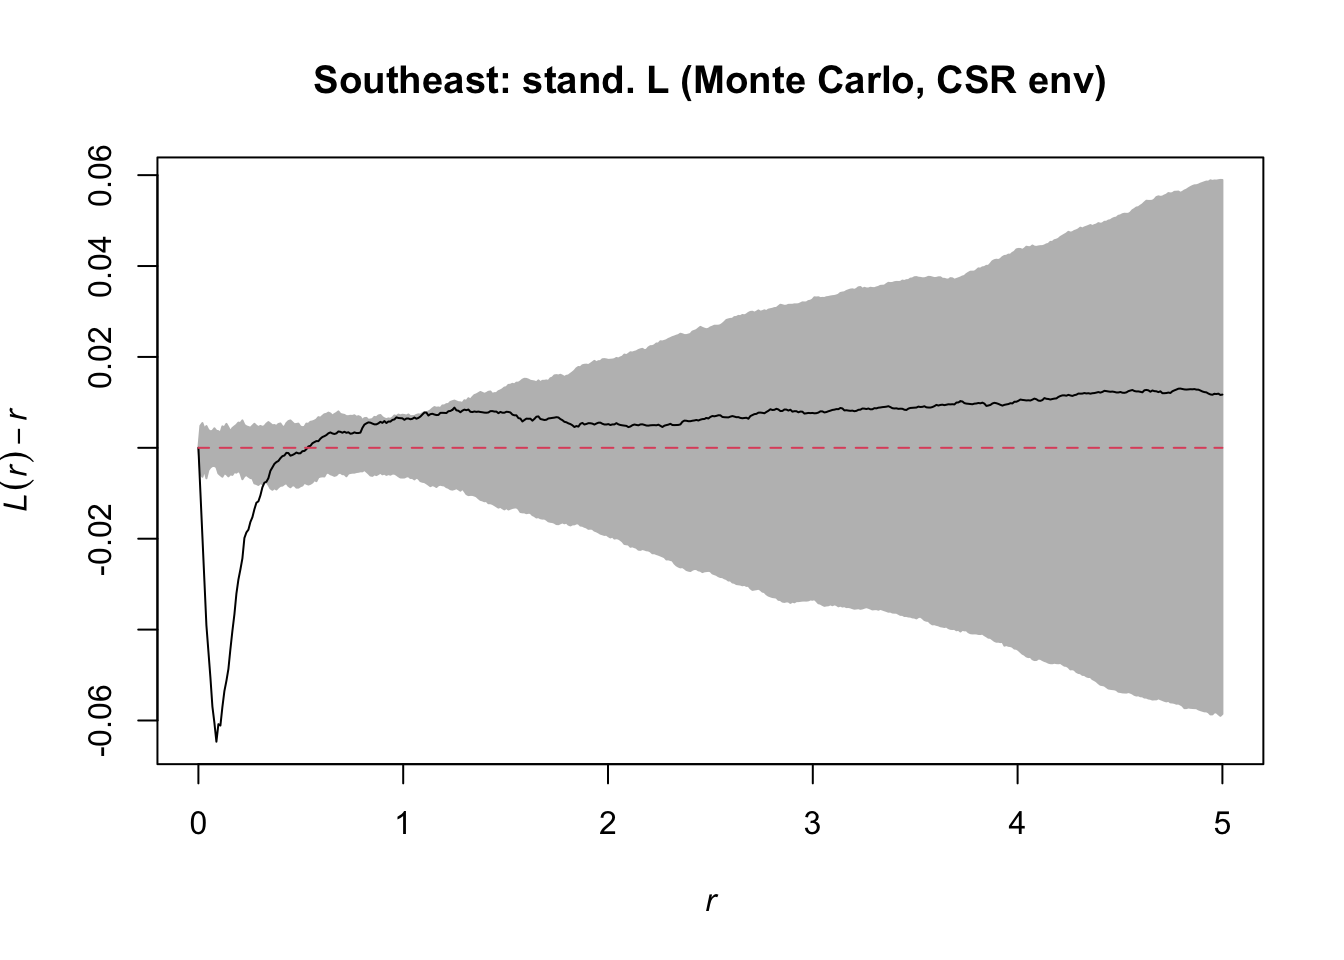 Southeast: stand. L (Monte Carlo, CSR env)
0.06
0.04
0.02
-0.02
-0.06
L(r) − r
0 1 2 3 4 5
r